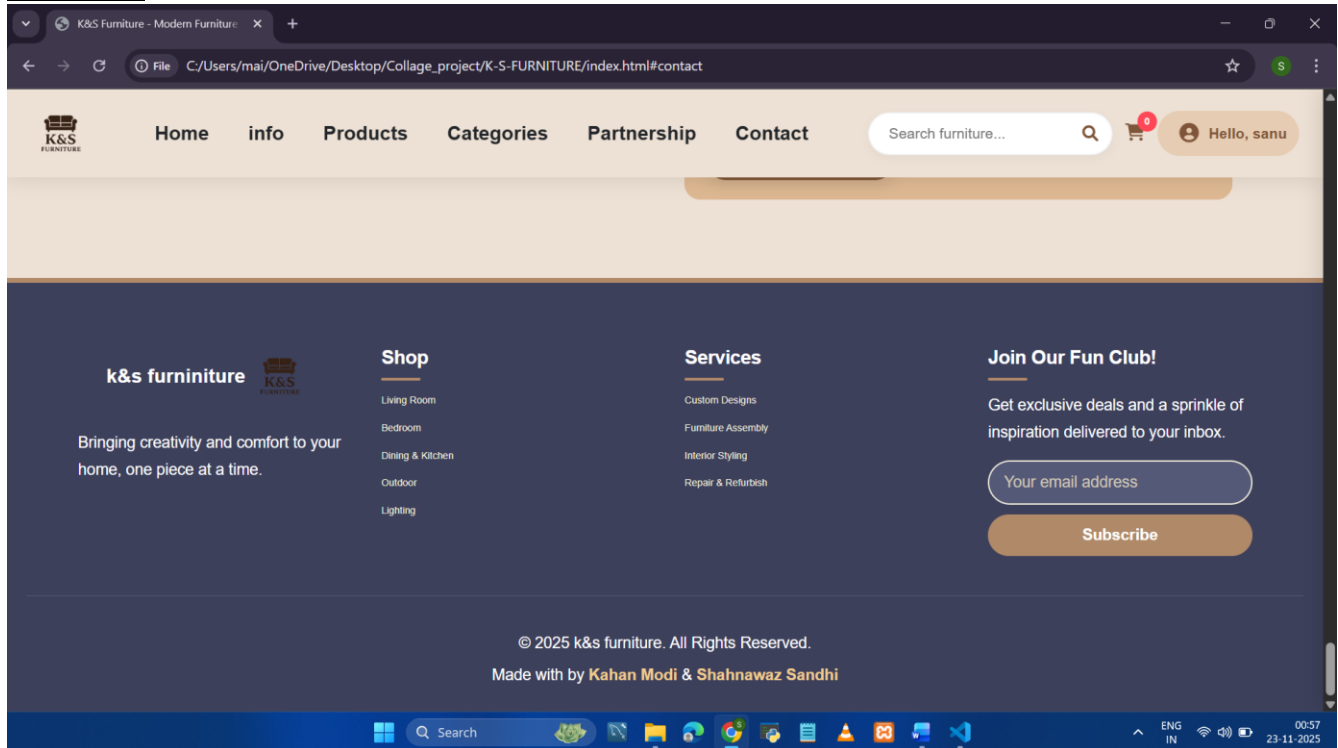 K&S Furniture - Modern Furniture
File C:/Users/mai/OneDrive/Desktop/Collage_project/K-S-FURNITURE/index.html#contact
S
K&S
FURNITURE
Home info Products Categories Partnership Contact
Search furniture...
0
Hello, sanu
k&s furniniture
K&S
FURNITURE
Bringing creativity and comfort to your
home, one piece at a time.
Shop
Living Room
Bedroom
Dining & Kitchen
Outdoor
Lighting
Services
Custom Designs
Furniture Assembly
Interior Styling
Repair & Refurbish
Join Our Fun Club!
Get exclusive deals and a sprinkle of
inspiration delivered to your inbox.
Your email address
Subscribe
© 2025 k&s furniture. All Rights Reserved.
Made with by Kahan Modi & Shahnawaz Sandhi
Search
ENG
IN
00:57
23-11-2025